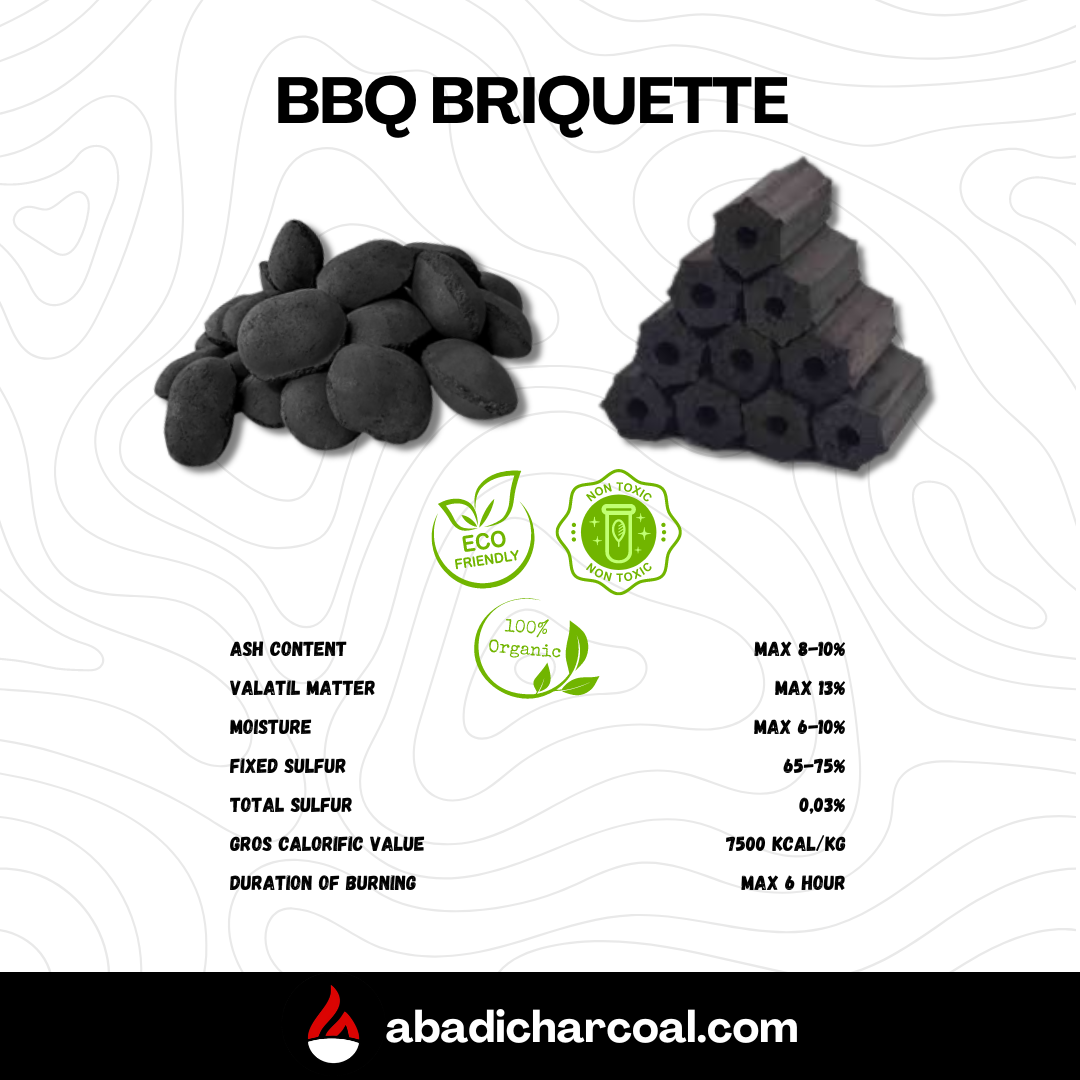 BBQ BRIQUETTE
ECO
FRIENDLY
NON TOXIC
NON TOXIC
100%
Organic
ASH CONTENT MAX 8-10%
VALATIL MATTER MAX 13%
MOISTURE MAX 6-10%
FIXED SULFUR 65-75%
TOTAL SULFUR 0,03%
GROS CALORIFIC VALUE 7500 KCAL/KG
DURATION OF BURNING MAX 6 HOUR
abadicharcoal.com